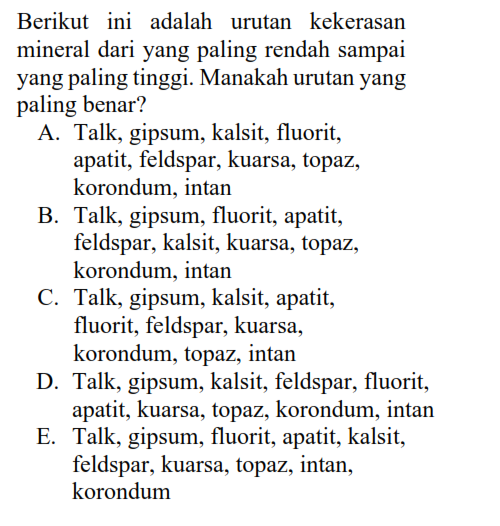 Berikut ini adalah urutan kekerasan
mineral dari yang paling rendah sampai
yang paling tinggi. Manakah urutan yang
paling benar?
A. Talk, gipsum, kalsit, fluorit,
apatit, feldspar, kuarsa, topaz,
korondum, intan
B. Talk, gipsum, fluorit, apatit,
feldspar, kalsit, kuarsa, topaz,
korondum, intan
C. Talk, gipsum, kalsit, apatit,
fluorit, feldspar, kuarsa,
korondum, topaz, intan
D. Talk, gipsum, kalsit, feldspar, fluorit,
apatit, kuarsa, topaz, korondum, intan
E. Talk, gipsum, fluorit, apatit, kalsit,
feldspar, kuarsa, topaz, intan,
korondum